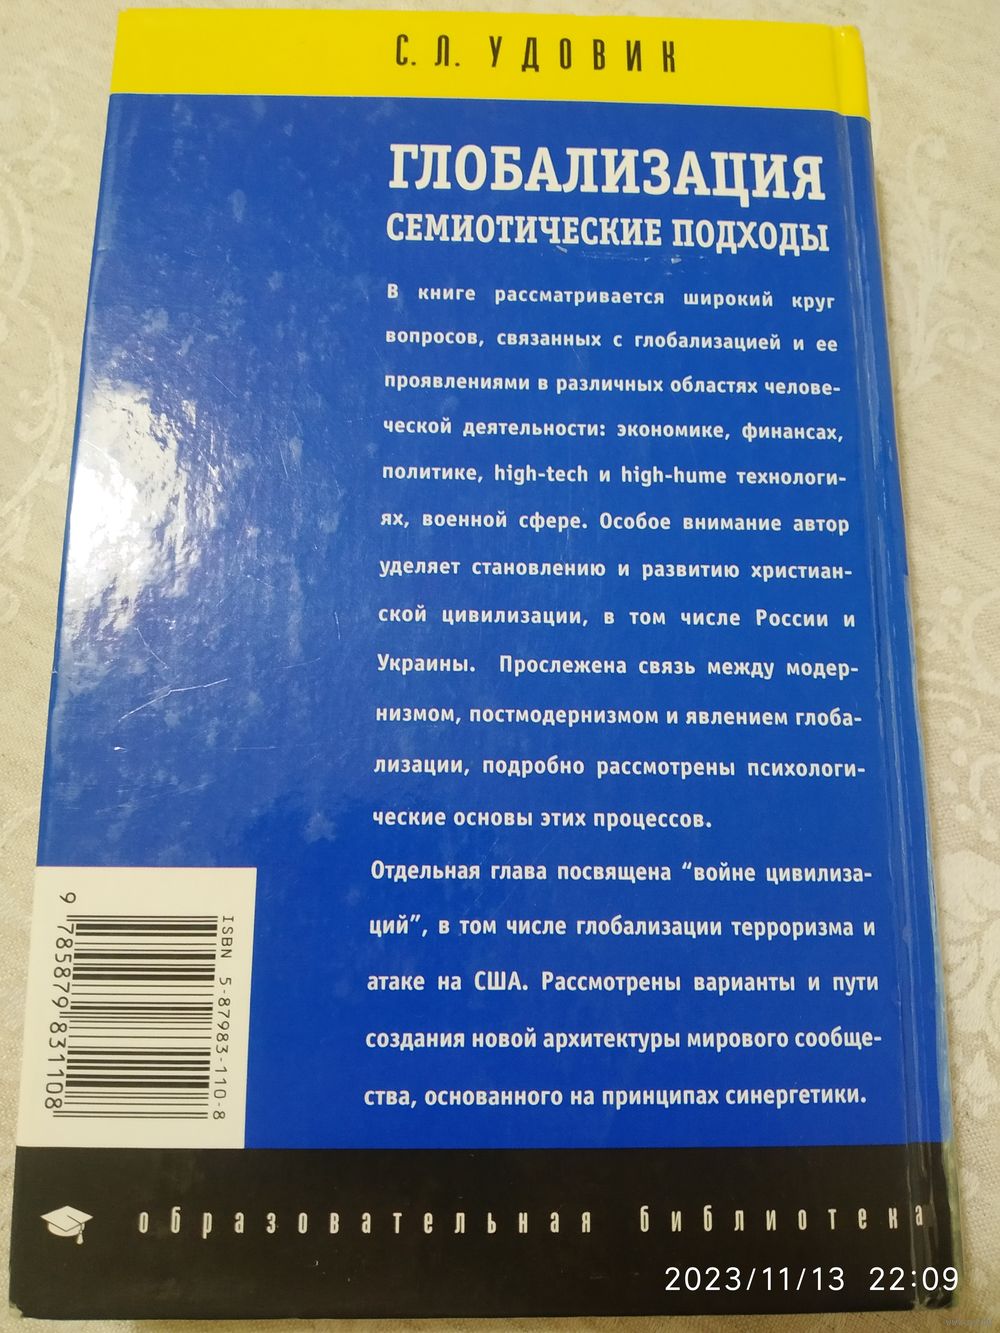 С. Л. УДОВИК
ГЛОБАЛИЗАЦИЯ
СЕМИОТИЧЕСКИЕ ПОДХОДЫ
В книге рассматривается широкий круг
вопросов, связанных с глобализацией и ее
проявлениями в различных областях челове-
ческой деятельности: экономике, финансах,
политике, high-tech и high-hume технологи-
ях, военной сфере. Особое внимание автор
уделяет становлению и развитию христиан-
ской цивилизации, в том числе России и
Украины. Прослежена связь между модер-
низмом, постмодернизмом и явлением глоба-
лизации, подробно рассмотрены психологи-
ческие основы этих процессов.
Отдельная глава посвящена “войне цивилиза-
ций”, в том числе глобализации терроризма и
атаке на США. Рассмотрены варианты и пути
создания новой архитектуры мирового сообще-
ства, основанного на принципах синергетики.
ISBN 5-87983-110-8
9 785879 831108
образовательная библиотека
2023/11/13 22:09